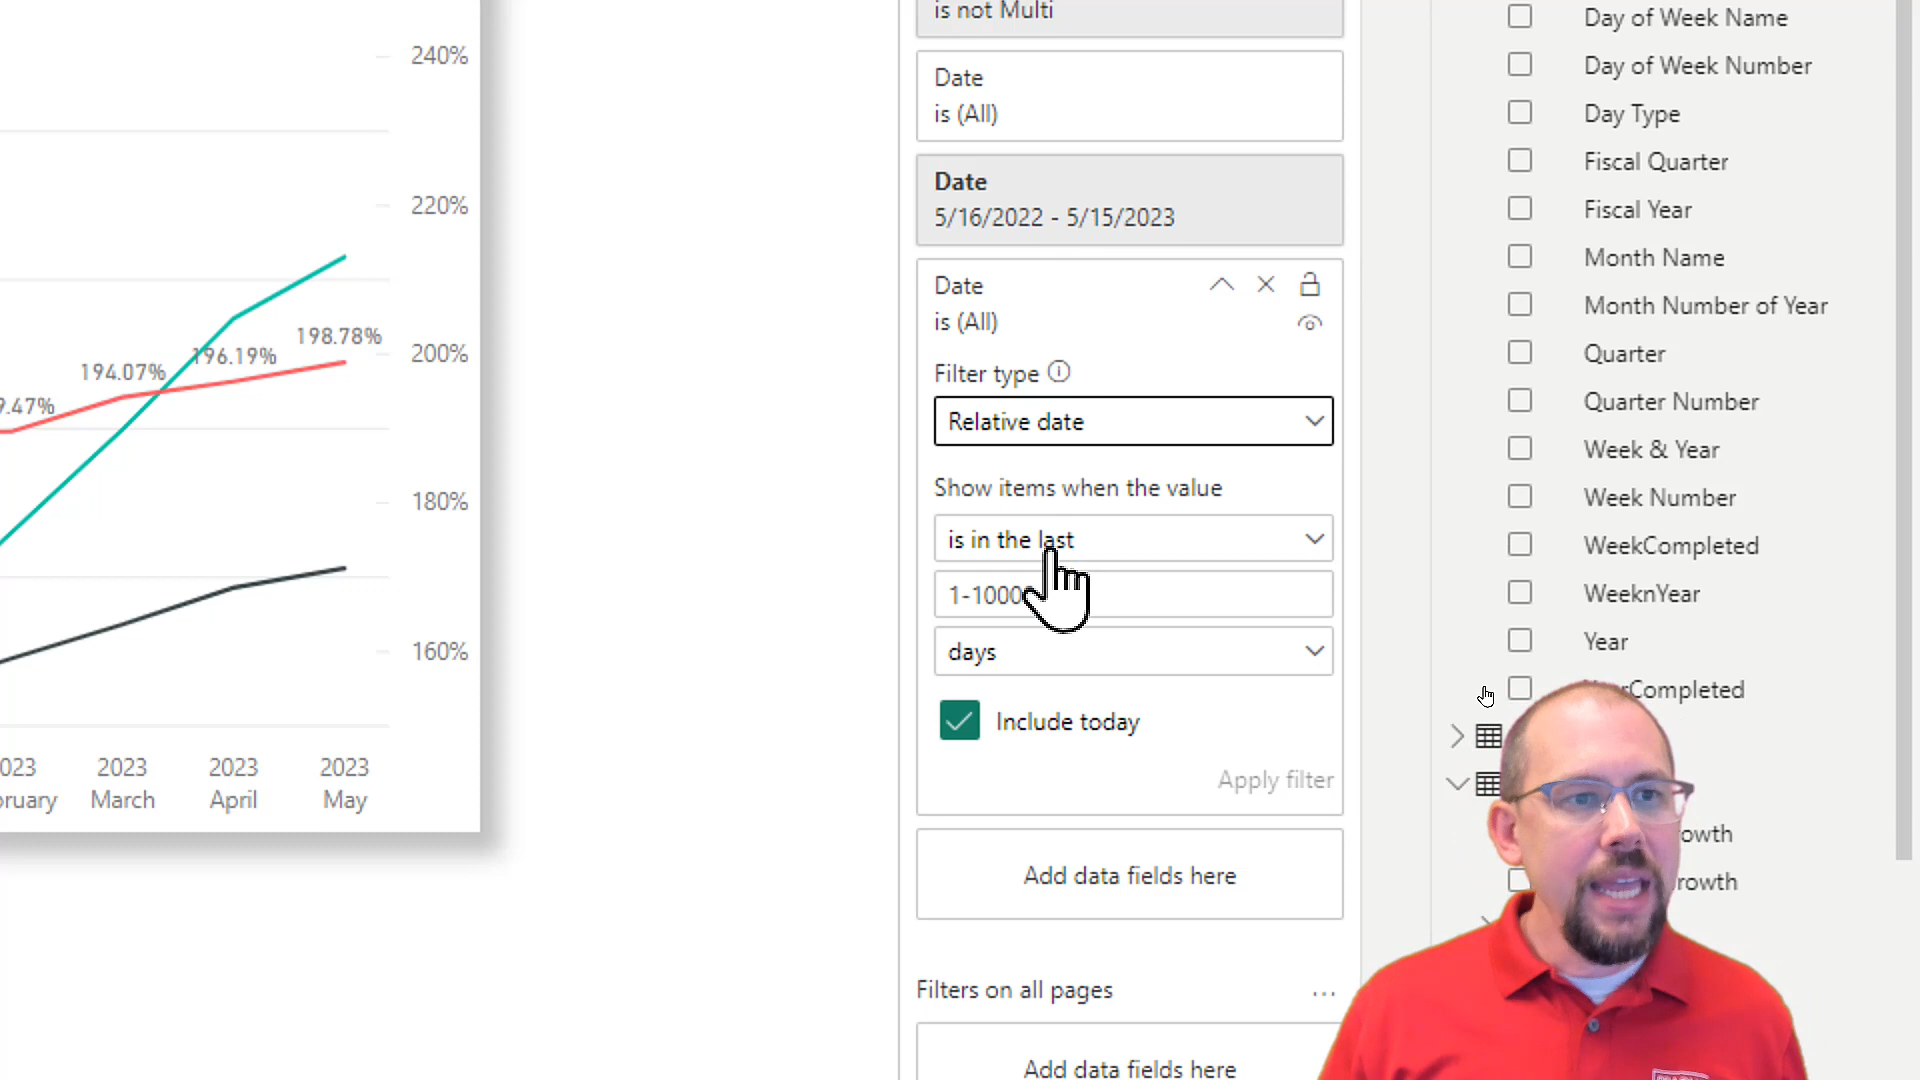 240%
220%
200%
180%
160%
198.78%
196.19%
194.07%
9.47%
023
bruary
2023
March
2023
April
2023
May
is not Multi
Date
is (All)
Date
5/16/2022 - 5/15/2023
Date
is (All)
Filter type
Relative date
Show items when the value
is in the last
1-1000
days
Include today
Apply filter
Add data fields here
Filters on all pages
...
Add data fields here
Day of Week Name
Day of Week Number
Day Type
Fiscal Quarter
Fiscal Year
Month Name
Month Number of Year
Quarter
Quarter Number
Week & Year
Week Number
WeekCompleted
WeeknYear
Year
rCompleted
owth
rowth